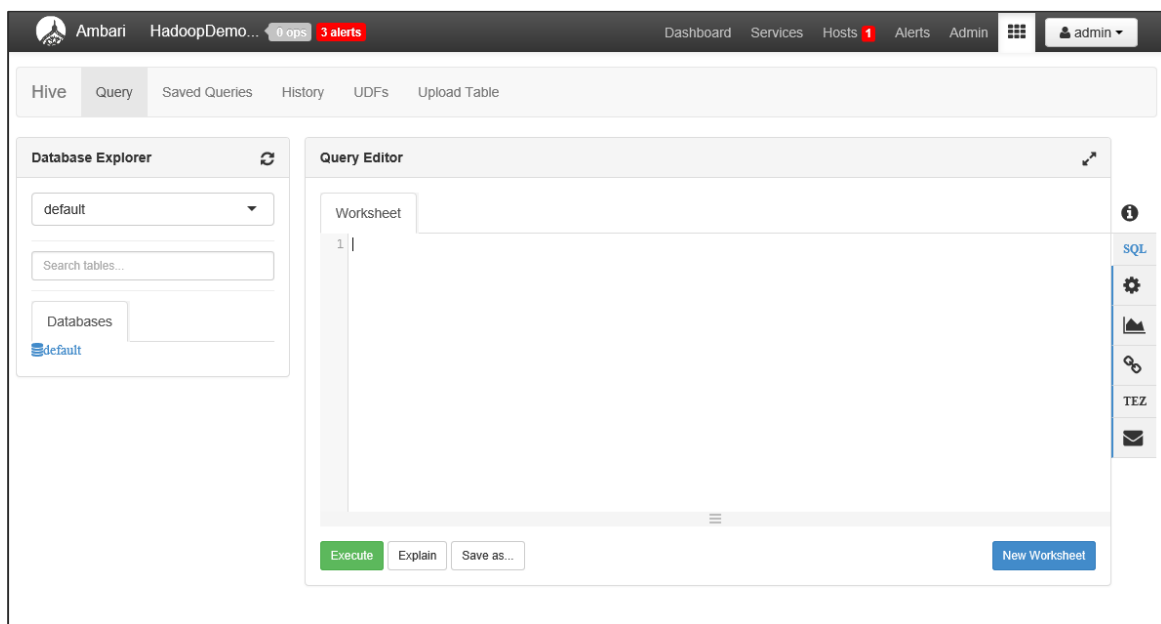 Ambari HadoopDemo... 0 ops 3 alerts Dashboard Services Hosts 1 Alerts Admin admin
Hive Query Saved Queries History UDFs Upload Table
Database Explorer
default
Search tables...
Databases
default
Query Editor
Worksheet
1
SQL
TEZ
Execute Explain Save as... New Worksheet